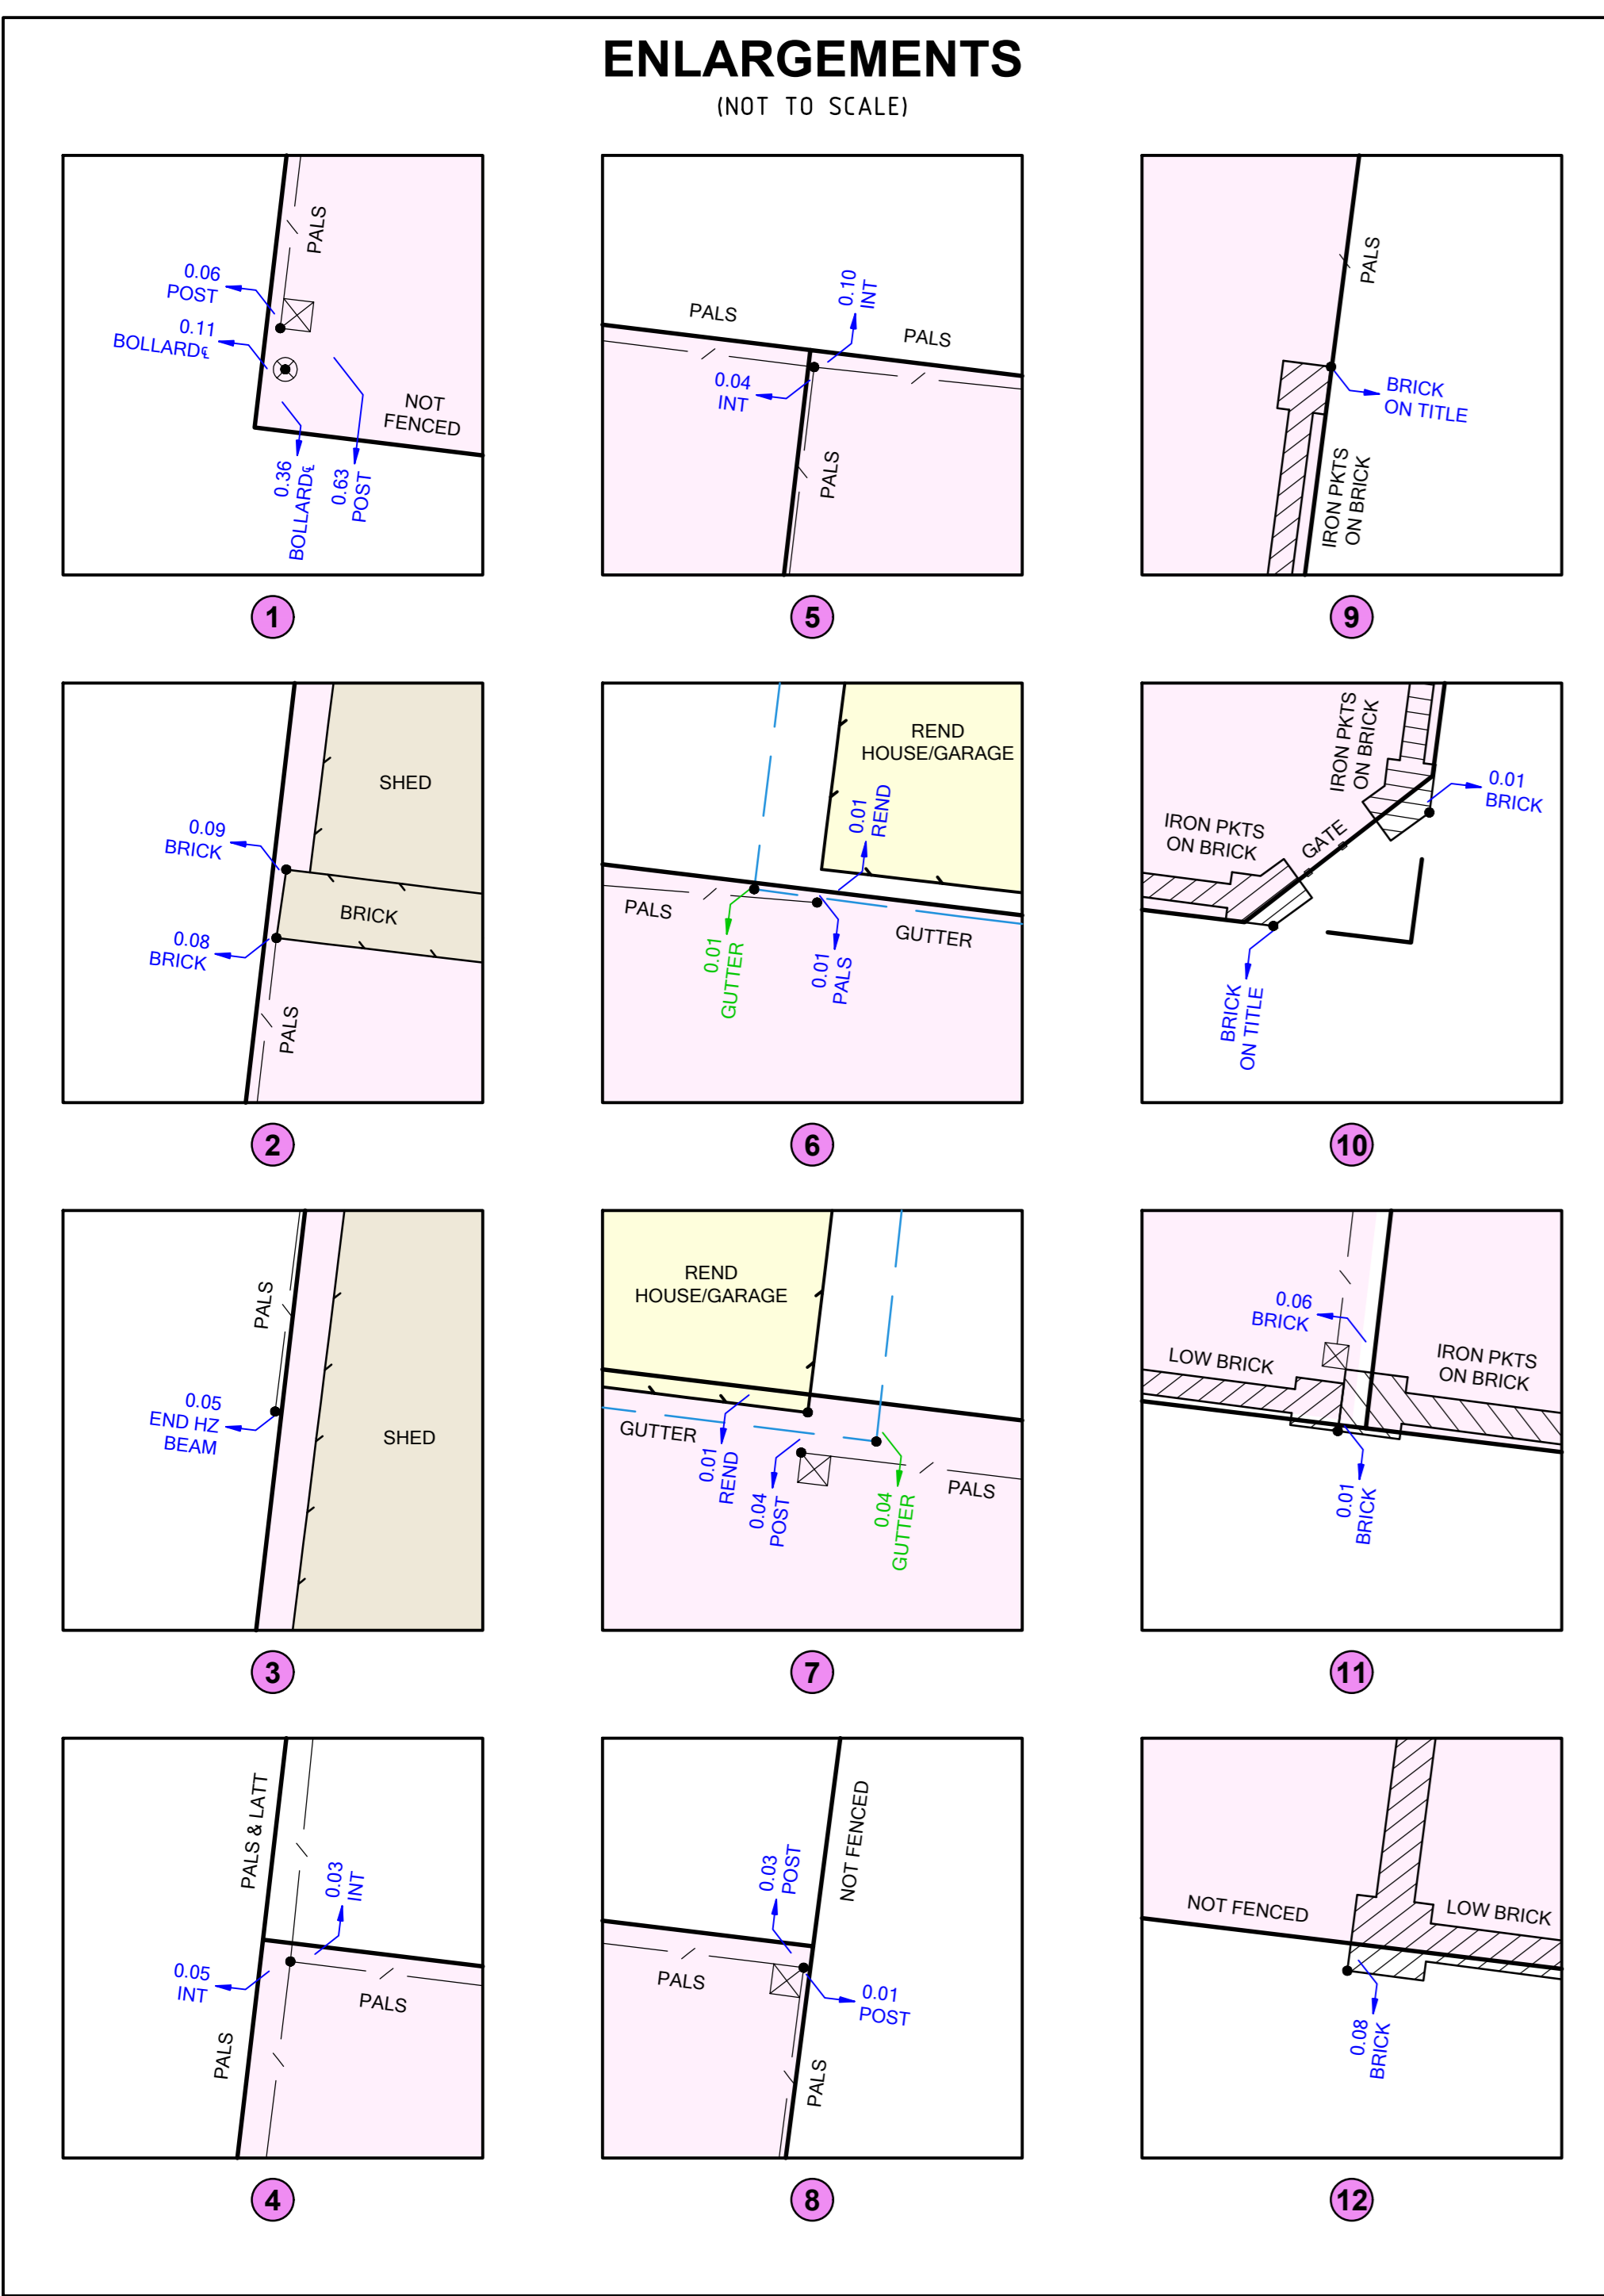 ENLARGEMENTS
(NOT TO SCALE)
PALS
0.06
POST
0.11
BOLLARD℄
NOT
FENCED
0.36
BOLLARD℄
0.63
POST
1
SHED
0.09
BRICK
BRICK
0.08
BRICK
PALS
2
PALS
0.05
END HZ
BEAM
SHED
3
PALS & LATT
0.03
INT
0.05
INT
PALS
PALS
4
0.10
INT
PALS
PALS
0.04
INT
PALS
5
REND
HOUSE/GARAGE
0.01
REND
PALS
GUTTER
0.01
GUTTER
0.01
PALS
6
REND
HOUSE/GARAGE
GUTTER
0.01
REND
0.04
POST
0.04
GUTTER
PALS
7
NOT FENCED
0.03
POST
PALS
0.01
POST
PALS
8
PALS
BRICK
ON TITLE
IRON PKTS
ON BRICK
9
IRON PKTS
ON BRICK
0.01
BRICK
IRON PKTS
ON BRICK
GATE
BRICK
ON TITLE
10
0.06
BRICK
LOW BRICK
IRON PKTS
ON BRICK
0.01
BRICK
11
NOT FENCED
LOW BRICK
0.08
BRICK
12